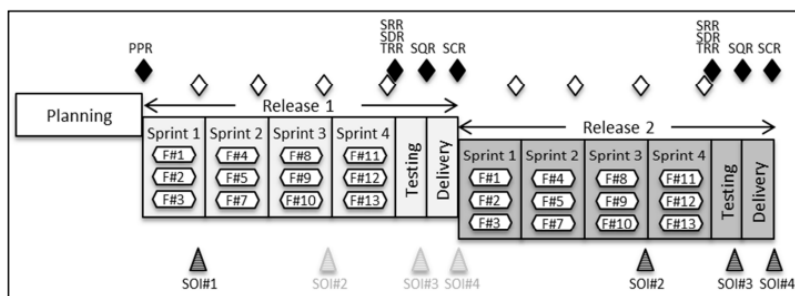 SRR
SDR
PPR TRR SQR SCR
SRR
SDR
TRR SQR SCR
Planning
Release 1
Release 2
Sprint 1 Sprint 2 Sprint 3 Sprint 4 Testing Delivery
F#1 F#4 F#8 F#11
F#2 F#5 F#9 F#12
F#3 F#7 F#10 F#13
Sprint 1 Sprint 2 Sprint 3 Sprint 4 Testing Delivery
F#1 F#4 F#8 F#11
F#2 F#5 F#9 F#12
F#3 F#7 F#10 F#13
SOI#1 SOI#2 SOI#3 SOI#4 SOI#2 SOI#3 SOI#4